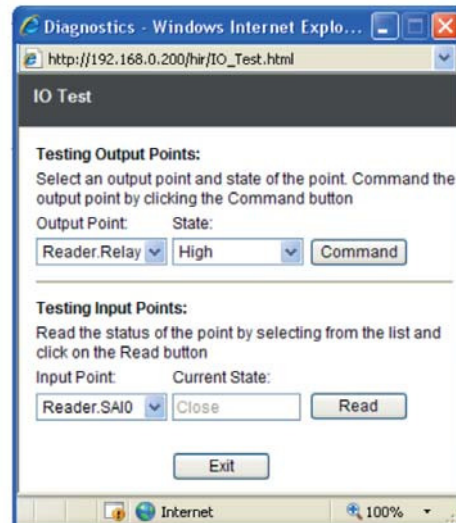 Diagnostics - Windows Internet Explo...
http://192.168.0.200/hir/IO_Test.html
IO Test
Testing Output Points:
Select an output point and state of the point. Command the
output point by clicking the Command button
Output Point: State:
Reader.Relay High Command
Testing Input Points:
Read the status of the point by selecting from the list and
click on the Read button
Input Point: Current State:
Reader.SAI0 Close Read
Exit
Internet 100%